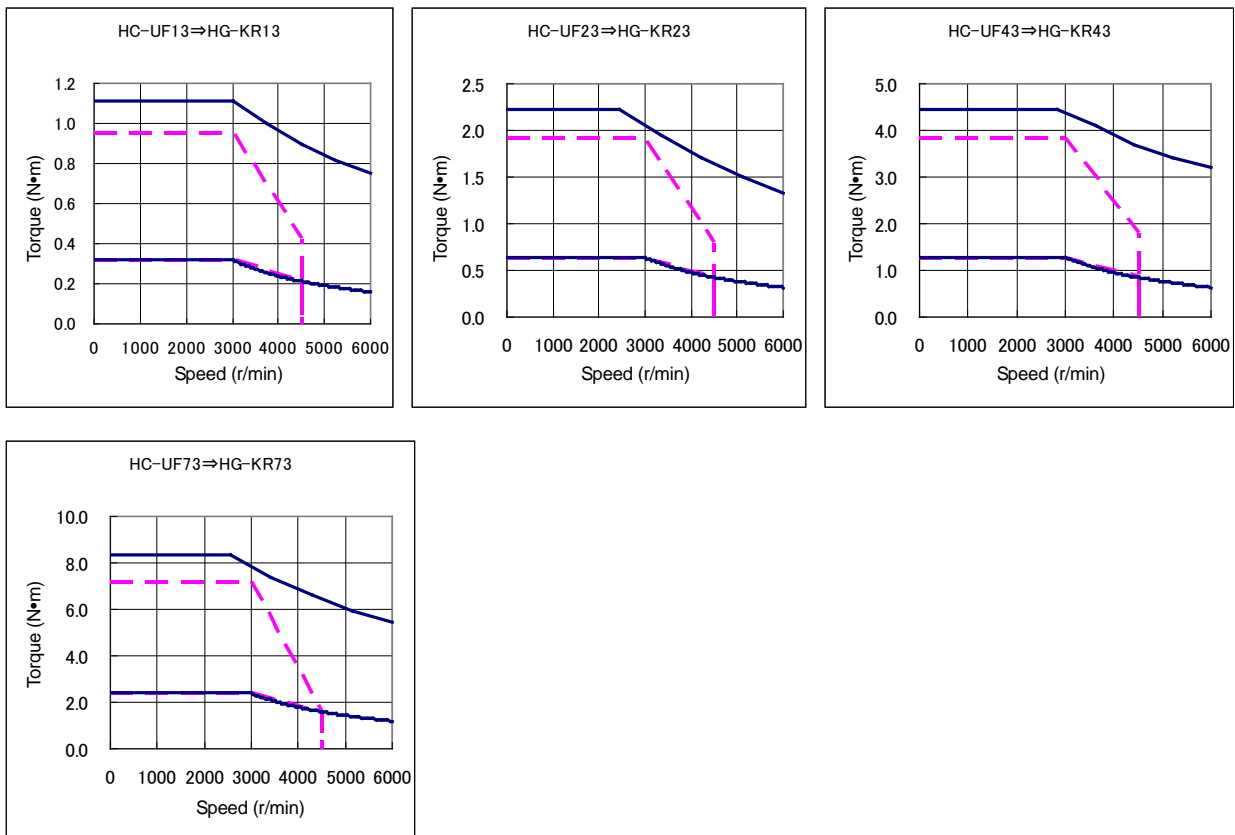 HC-UF13⇒HG-KR13
Torque (N•m)
1.2
1.0
0.8
0.6
0.4
0.2
0.0
0 1000 2000 3000 4000 5000 6000
Speed (r/min)
HC-UF23⇒HG-KR23
Torque (N•m)
2.5
2.0
1.5
1.0
0.5
0.0
0 1000 2000 3000 4000 5000 6000
Speed (r/min)
HC-UF43⇒HG-KR43
Torque (N•m)
5.0
4.0
3.0
2.0
1.0
0.0
0 1000 2000 3000 4000 5000 6000
Speed (r/min)
HC-UF73⇒HG-KR73
Torque (N•m)
10.0
8.0
6.0
4.0
2.0
0.0
0 1000 2000 3000 4000 5000 6000
Speed (r/min)